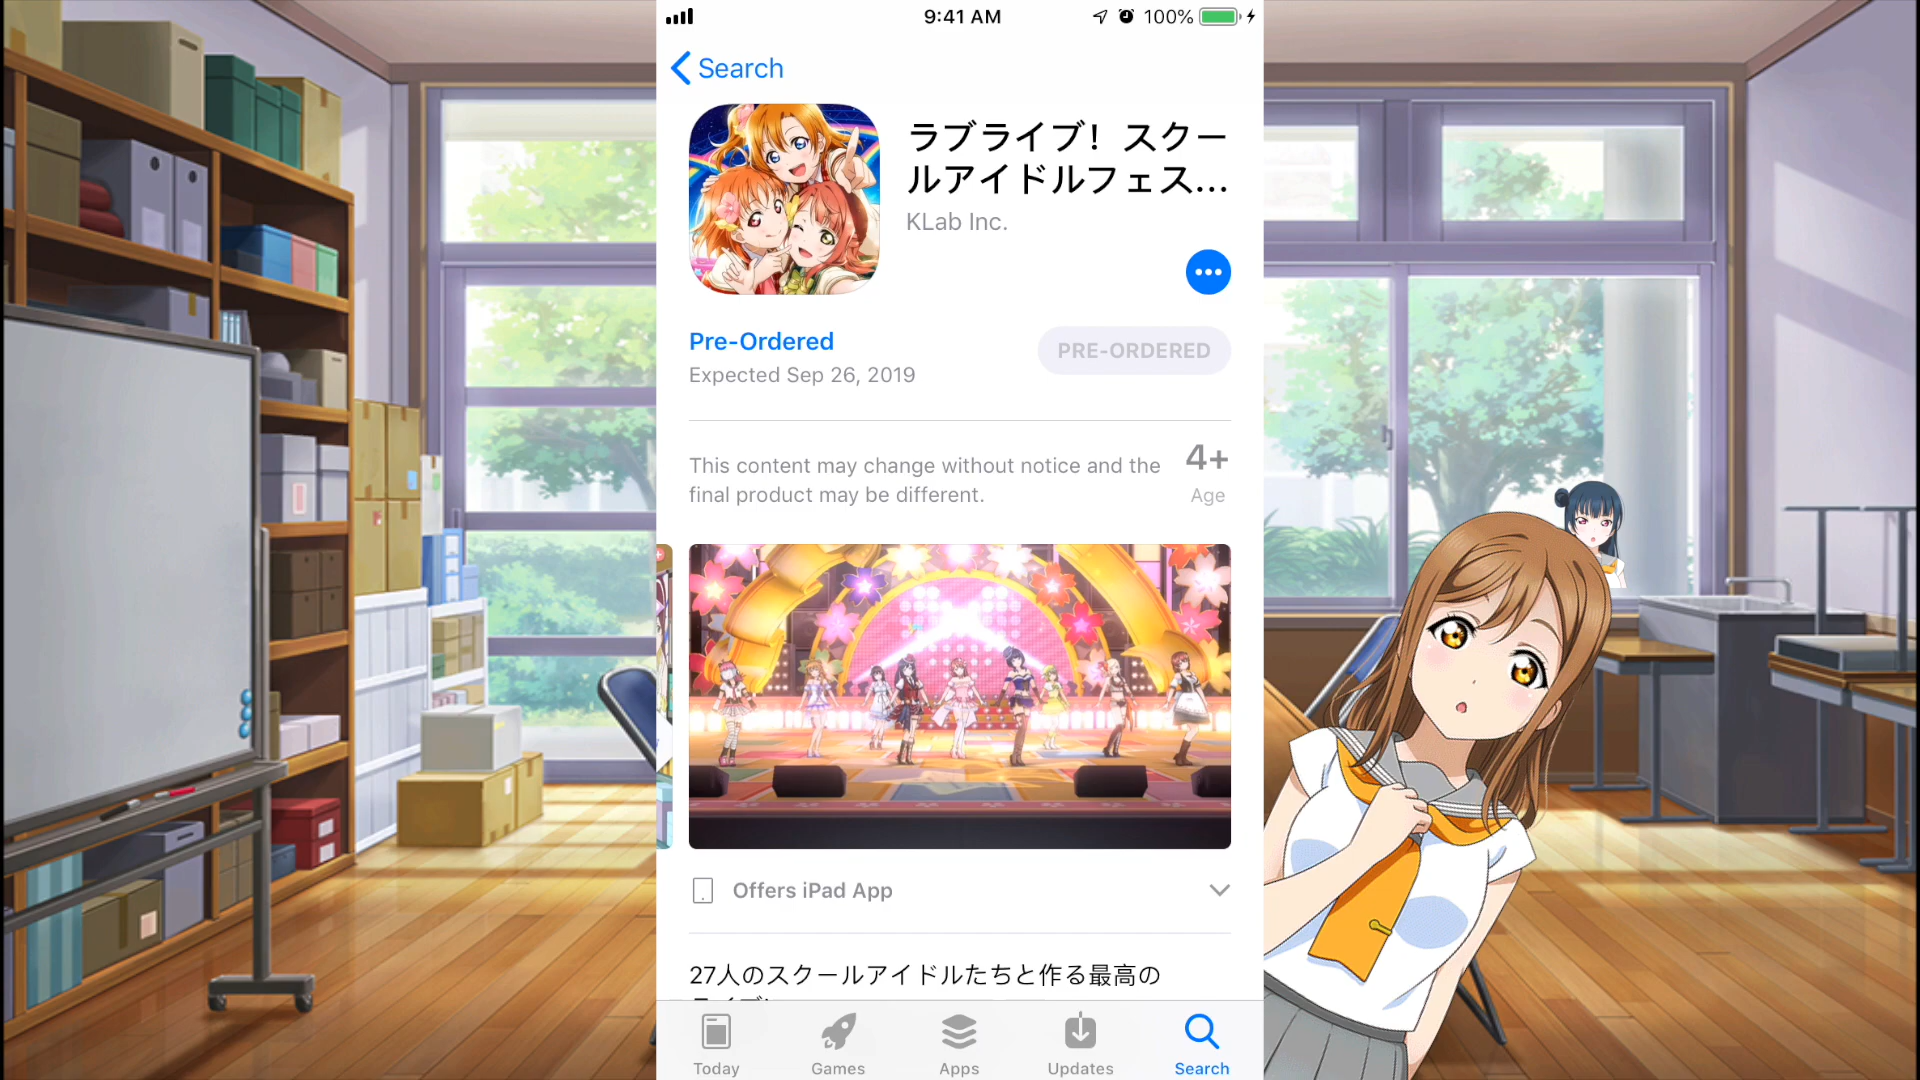 9:41 AM
100%
Search
ラブライブ！スクー
ルアイドルフェス...
KLab Inc.
Pre-Ordered
PRE-ORDERED
Expected Sep 26, 2019
This content may change without notice and the
final product may be different.
4+
Age
Offers iPad App
27人のスクールアイドルたちと作る最高の
Today
Games
Apps
Updates
Search